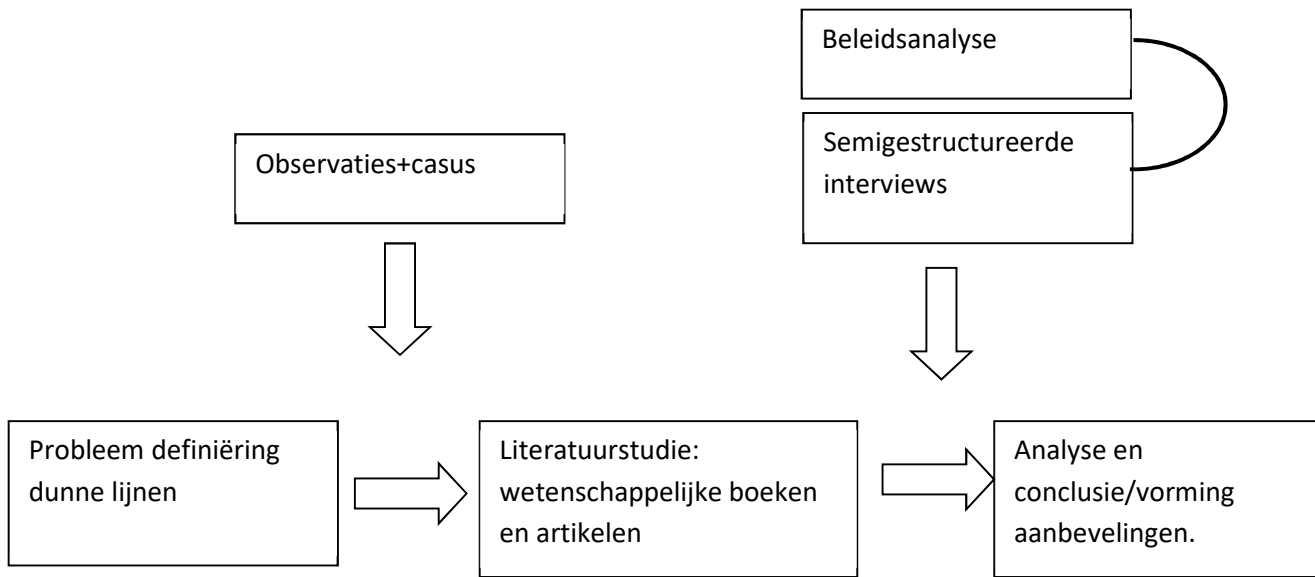 Beleidsanalyse
Semigestructureerde
interviews
Observaties+casus
Probleem definiëring
dunne lijnen
Literatuurstudie:
wetenschappelijke boeken
en artikelen
Analyse en
conclusie/vorming
aanbevelingen.